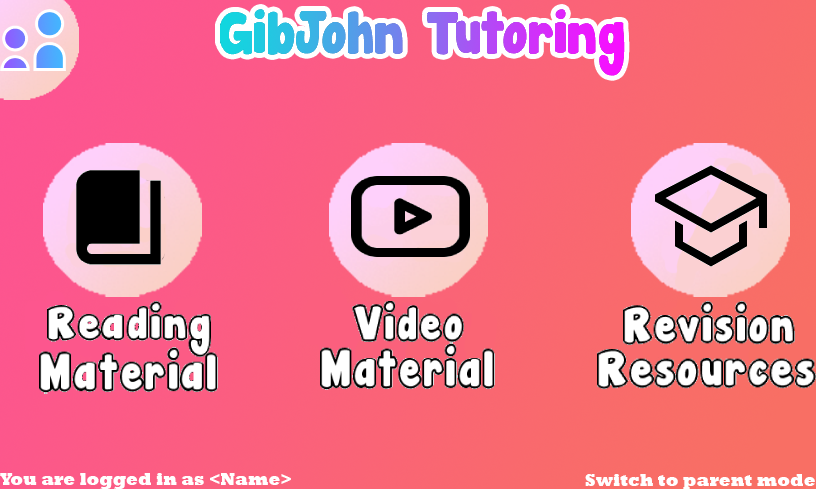 GibJohn Tutoring
Reading
Material
Video
Material
Revision
Resources
You are logged in as <Name>
Switch to parent mode